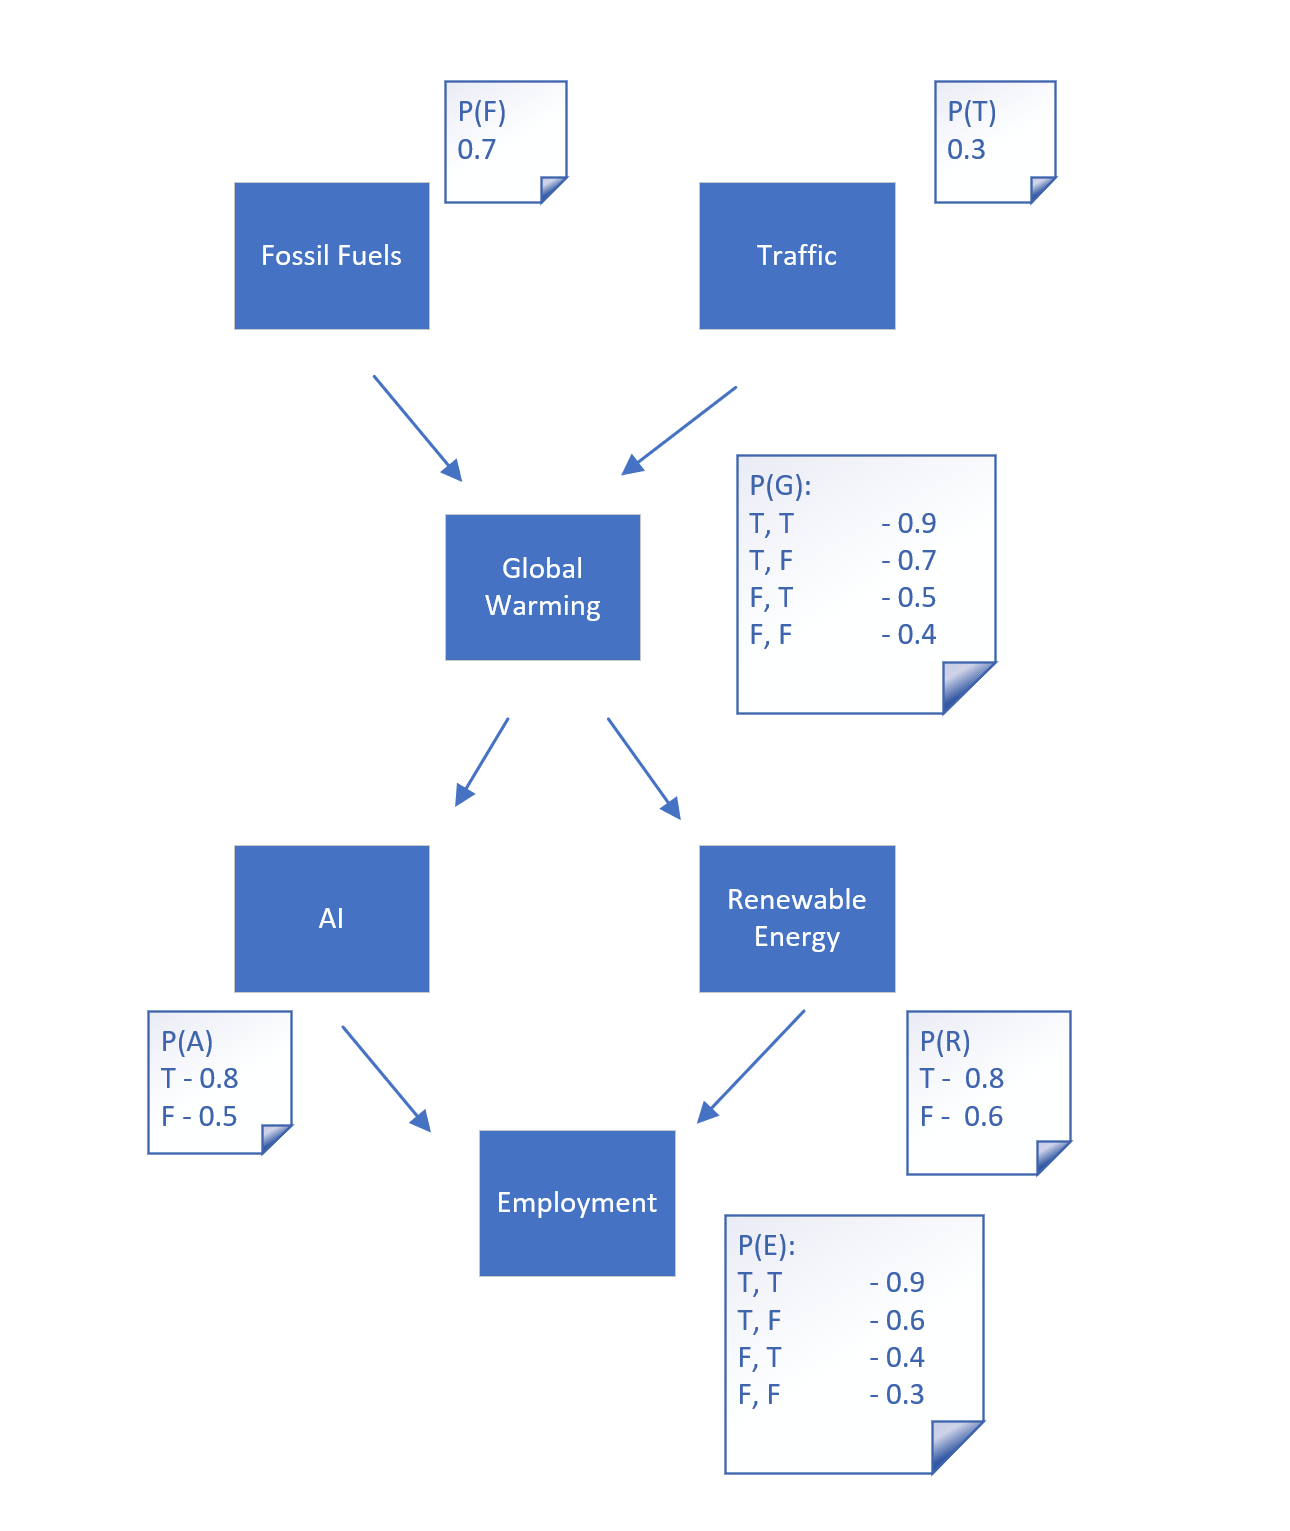 P(F)
0.7
P(T)
0.3
Fossil Fuels
Traffic
P(G):
T, T - 0.9
T, F - 0.7
F, T - 0.5
F, F - 0.4
Global
Warming
AI
Renewable
Energy
P(A)
T - 0.8
F - 0.5
P(R)
T - 0.8
F - 0.6
Employment
P(E):
T, T - 0.9
T, F - 0.6
F, T - 0.4
F, F - 0.3